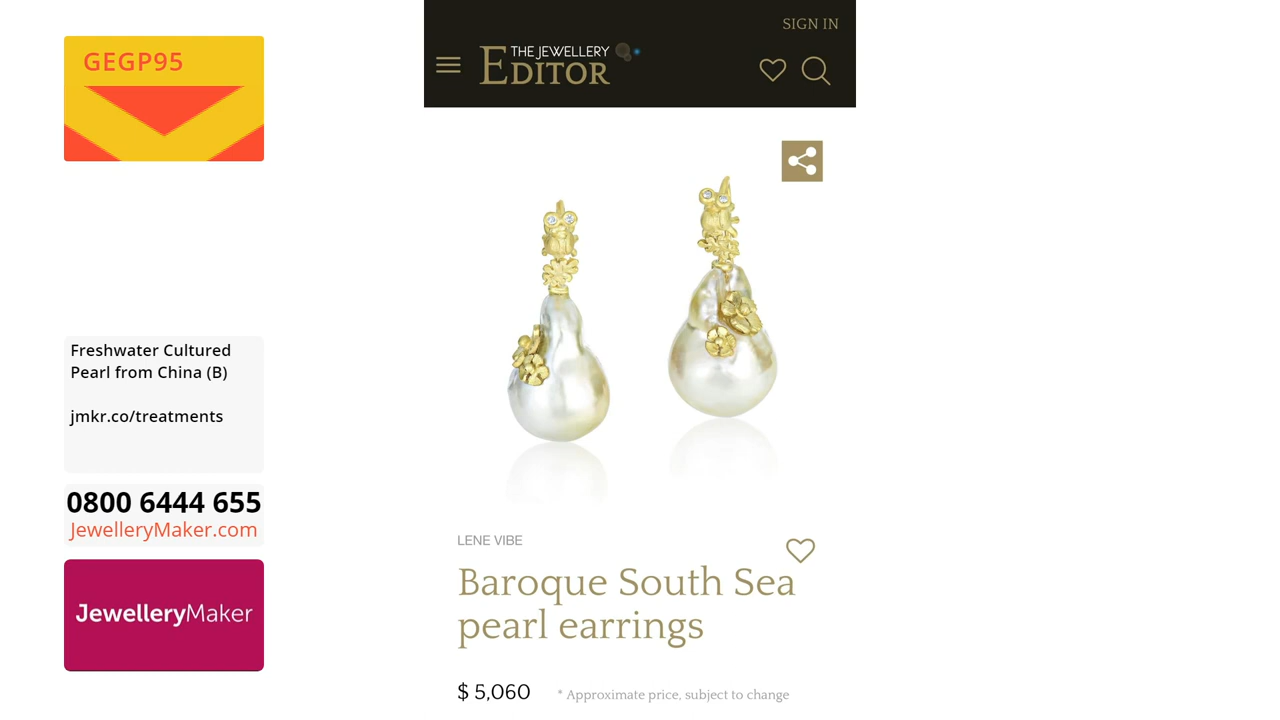 GEGP95
Freshwater Cultured
Pearl from China (B)
jmkr.co/treatments
0800 6444 655
JewelleryMaker.com
JewelleryMaker
SIGN IN
THE JEWELLERY
EDITOR
LENE VIBE
Baroque South Sea
pearl earrings
$ 5,060 * Approximate price, subject to change